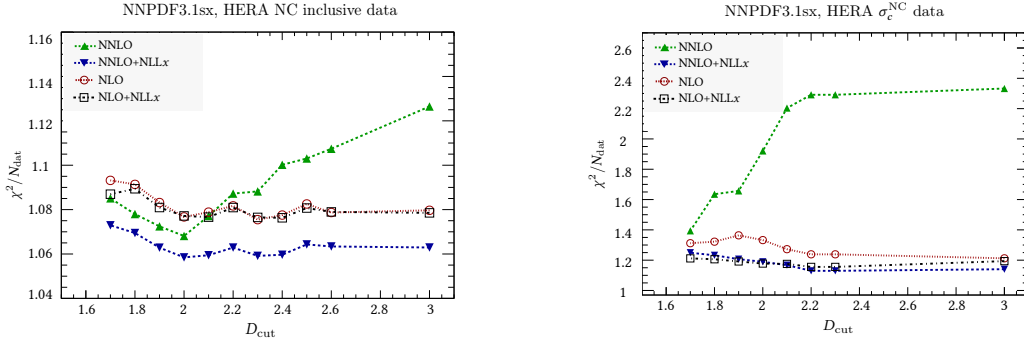 NNPDF3.1sx, HERA NC inclusive data
χ²/N_dat
1.16
1.14
1.12
1.1
1.08
1.06
1.04
NNLO
NNLO+NLLx
NLO
NLO+NLLx
1.6 1.8 2 2.2 2.4 2.6 2.8 3
D_cut
NNPDF3.1sx, HERA σ_c^NC data
χ²/N_dat
2.6
2.4
2.2
2
1.8
1.6
1.4
1.2
1
NNLO
NNLO+NLLx
NLO
NLO+NLLx
1.6 1.8 2 2.2 2.4 2.6 2.8 3
D_cut